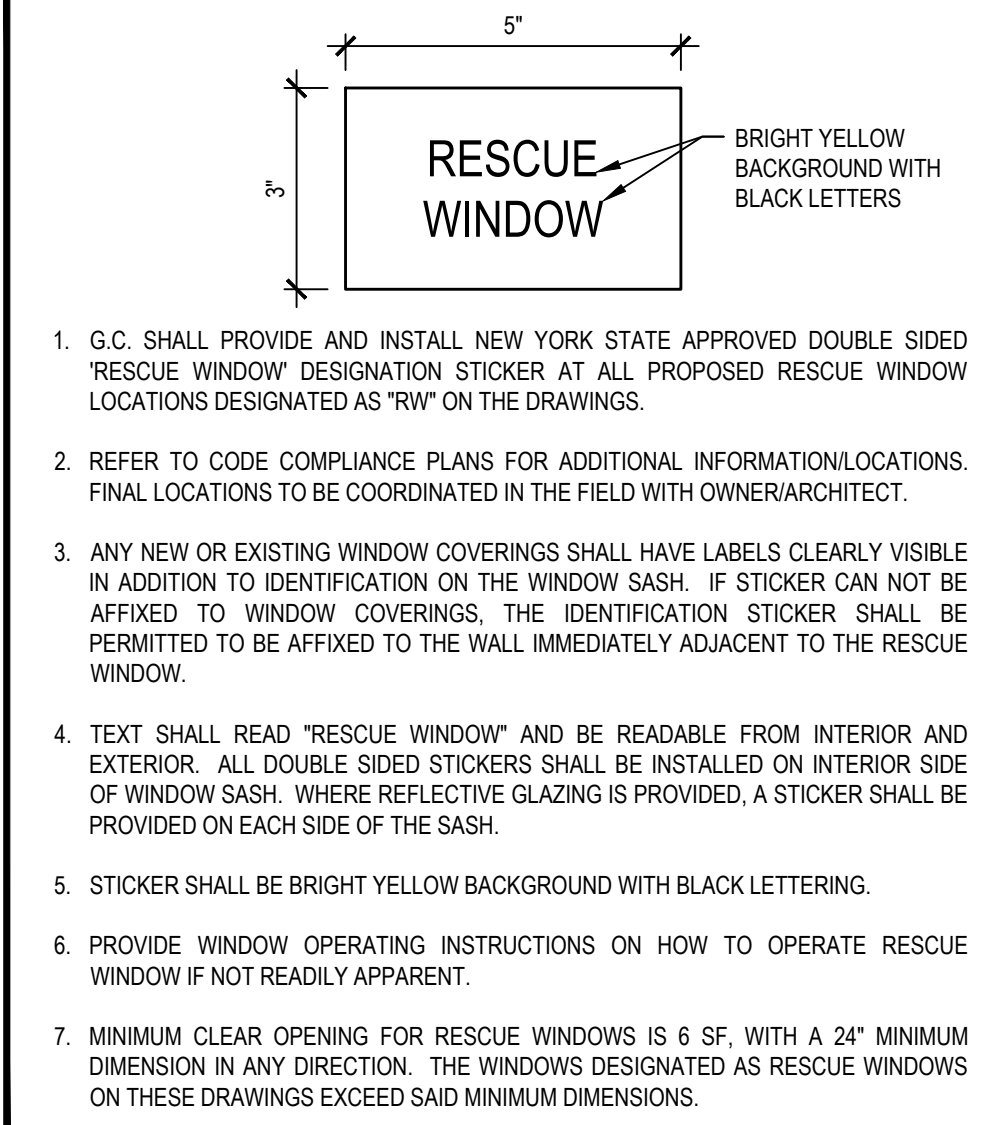 5"
3"
RESCUE
WINDOW
BRIGHT YELLOW
BACKGROUND WITH
BLACK LETTERS
1. G.C. SHALL PROVIDE AND INSTALL NEW YORK STATE APPROVED DOUBLE SIDED
'RESCUE WINDOW' DESIGNATION STICKER AT ALL PROPOSED RESCUE WINDOW
LOCATIONS DESIGNATED AS "RW" ON THE DRAWINGS.
2. REFER TO CODE COMPLIANCE PLANS FOR ADDITIONAL INFORMATION/LOCATIONS.
FINAL LOCATIONS TO BE COORDINATED IN THE FIELD WITH OWNER/ARCHITECT.
3. ANY NEW OR EXISTING WINDOW COVERINGS SHALL HAVE LABELS CLEARLY VISIBLE
IN ADDITION TO IDENTIFICATION ON THE WINDOW SASH. IF STICKER CAN NOT BE
AFFIXED TO WINDOW COVERINGS, THE IDENTIFICATION STICKER SHALL BE
PERMITTED TO BE AFFIXED TO THE WALL IMMEDIATELY ADJACENT TO THE RESCUE
WINDOW.
4. TEXT SHALL READ "RESCUE WINDOW" AND BE READABLE FROM INTERIOR AND
EXTERIOR. ALL DOUBLE SIDED STICKERS SHALL BE INSTALLED ON INTERIOR SIDE
OF WINDOW SASH. WHERE REFLECTIVE GLAZING IS PROVIDED, A STICKER SHALL BE
PROVIDED ON EACH SIDE OF THE SASH.
5. STICKER SHALL BE BRIGHT YELLOW BACKGROUND WITH BLACK LETTERING.
6. PROVIDE WINDOW OPERATING INSTRUCTIONS ON HOW TO OPERATE RESCUE
WINDOW IF NOT READILY APPARENT.
7. MINIMUM CLEAR OPENING FOR RESCUE WINDOWS IS 6 SF, WITH A 24" MINIMUM
DIMENSION IN ANY DIRECTION. THE WINDOWS DESIGNATED AS RESCUE WINDOWS
ON THESE DRAWINGS EXCEED SAID MINIMUM DIMENSIONS.